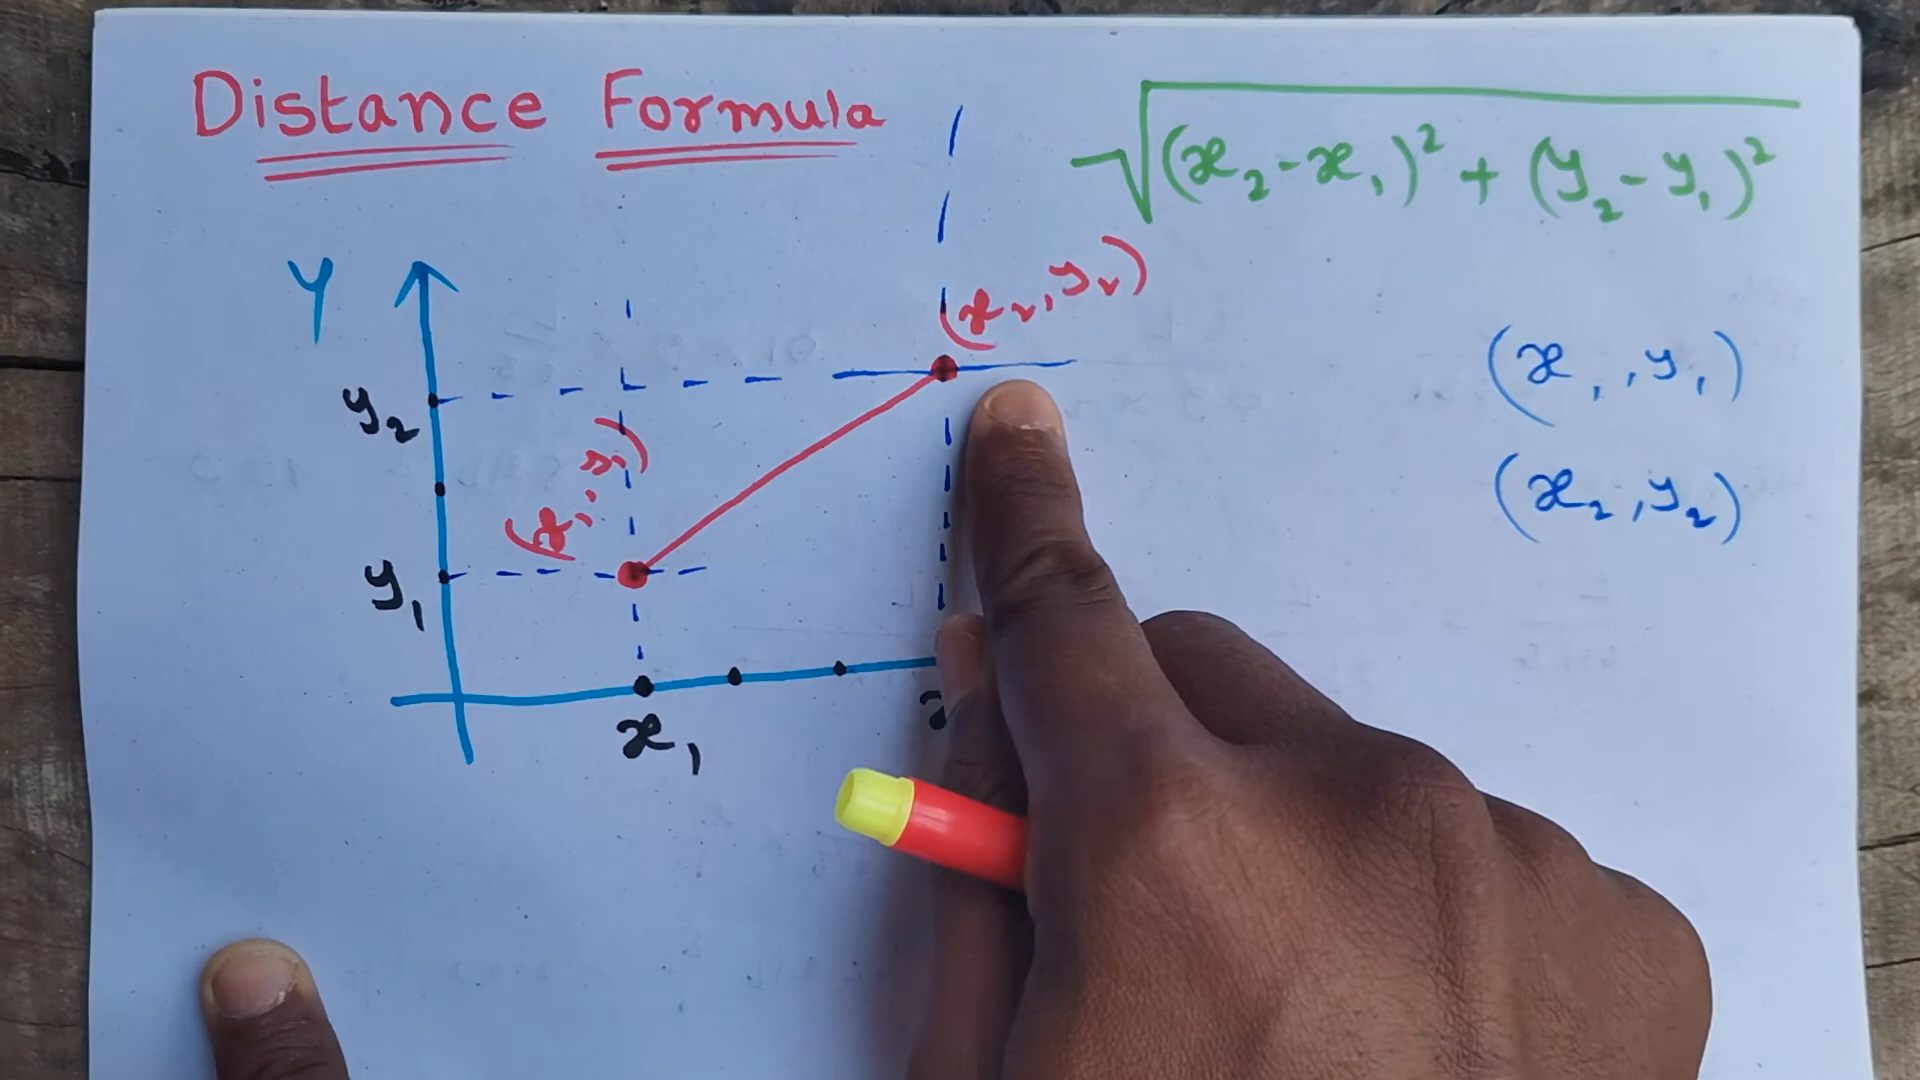 Distance Formula
√(x₂-x₁)² + (y₂-y₁)²
Y
(x₂, y₂)
y₂
(x₁, y₁)
(x₁, y₁)
(x₂, y₂)
y₁
x₁